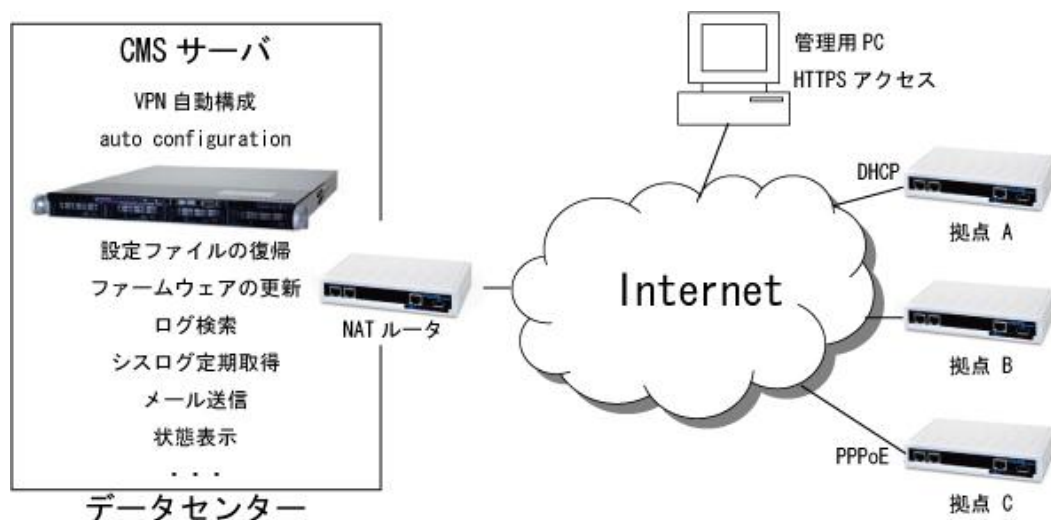 CMS サーバ
VPN 自動構成
auto configuration
設定ファイルの復帰
ファームウェアの更新
ログ検索
シスログ定期取得
メール送信
状態表示
・・・
データセンター
NAT ルータ
Internet
管理用 PC
HTTPS アクセス
DHCP
拠点 A
拠点 B
PPPoE
拠点 C